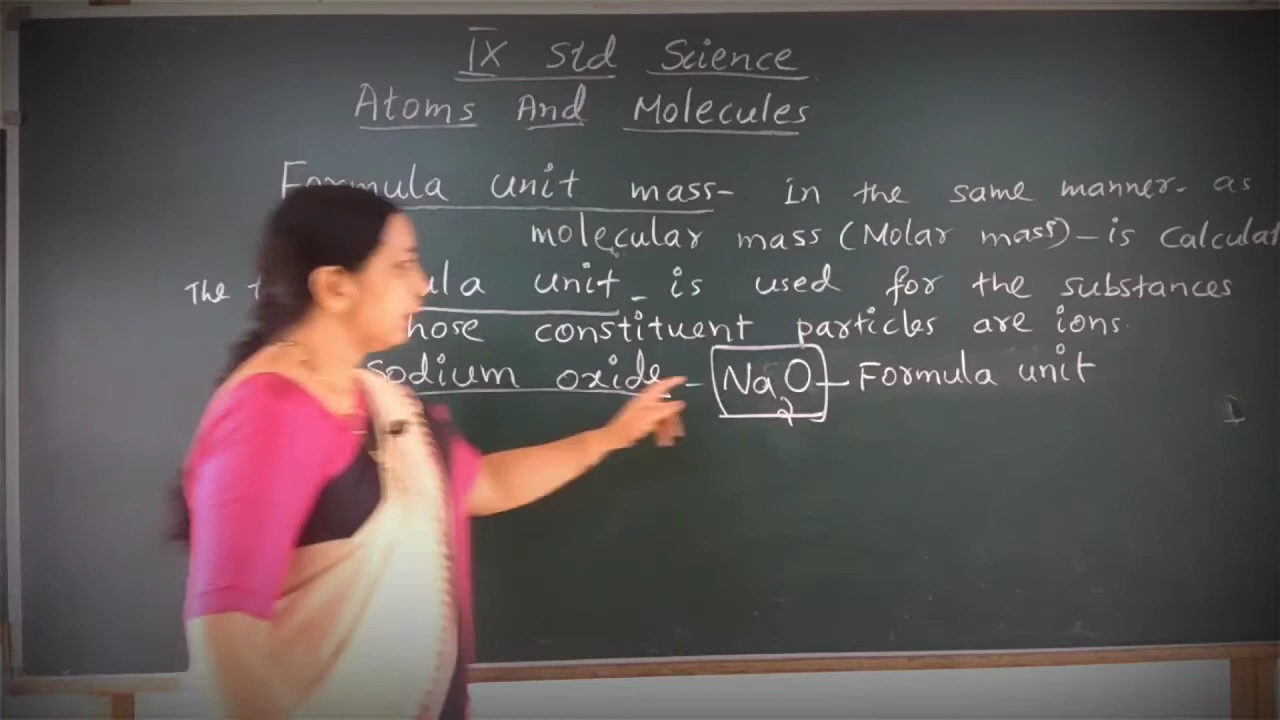 IX Std Science
Atoms And Molecules
Formula unit mass- in the same manner- as
molecular mass (Molar mass) - is Calculat
The t ula unit - is used for the substances
hose constituent particles are ions.
sodium oxide - Na2O - Formula unit